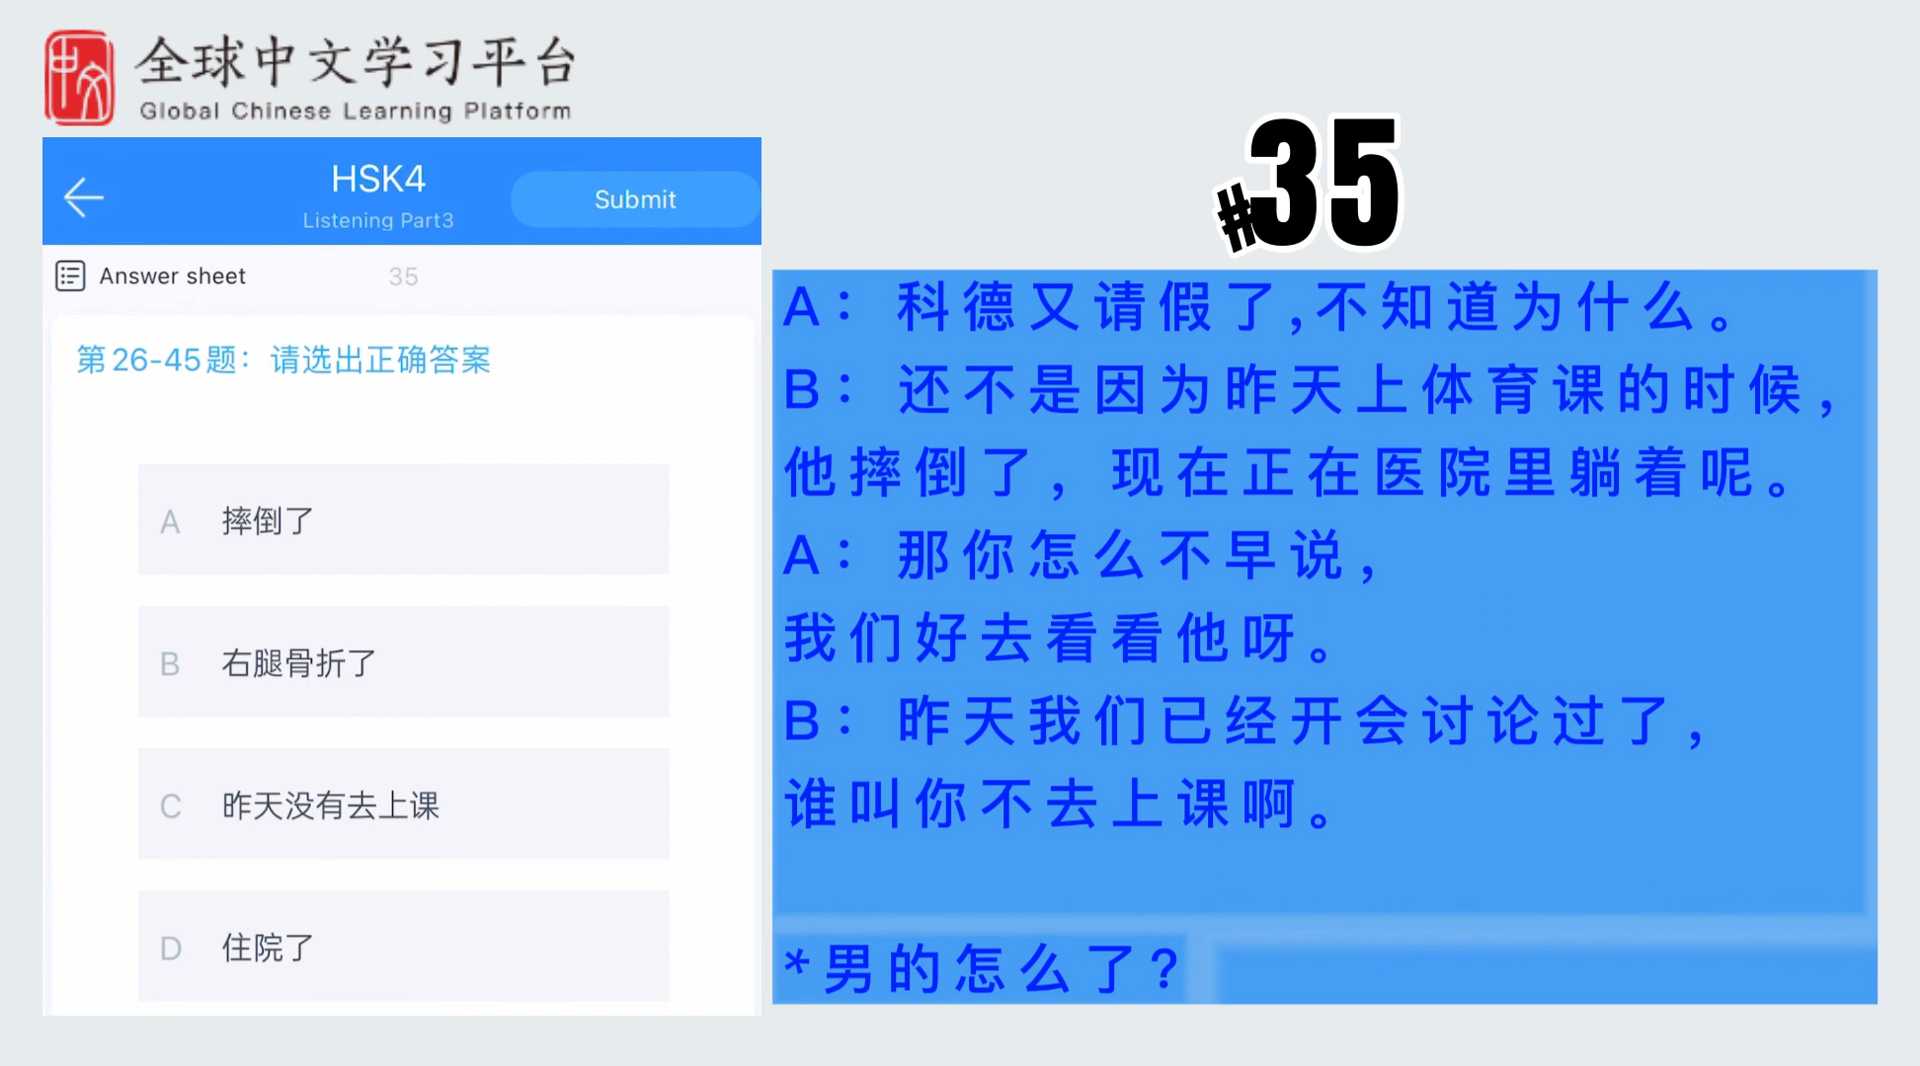 全球中文学习平台
Global Chinese Learning Platform
HSK4
Submit
Listening Part3
Answer sheet
35
第26-45题：请选出正确答案
A 摔倒了
B 右腿骨折了
C 昨天没有去上课
D 住院了
#35
A：科德又请假了,不知道为什么。
B：还不是因为昨天上体育课的时候，
他摔倒了，现在正在医院里躺着呢。
A：那你怎么不早说，
我们好去看看他呀。
B：昨天我们已经开会讨论过了，
谁叫你不去上课啊。
*男的怎么了?